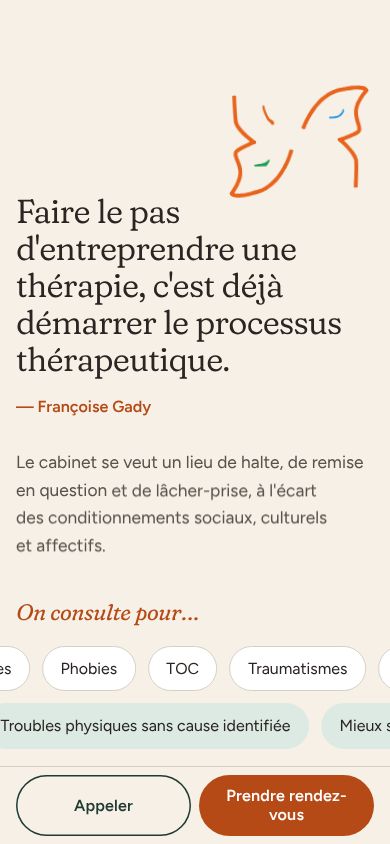 Faire le pas
d'entreprendre une
thérapie, c'est déjà
démarrer le processus
thérapeutique.
— Françoise Gady
Le cabinet se veut un lieu de halte, de remise
en question et de lâcher-prise, à l'écart
des conditionnements sociaux, culturels
et affectifs.
On consulte pour…
Phobies TOC Traumatismes
Troubles physiques sans cause identifiée Mieux
Appeler
Prendre rendez-
vous